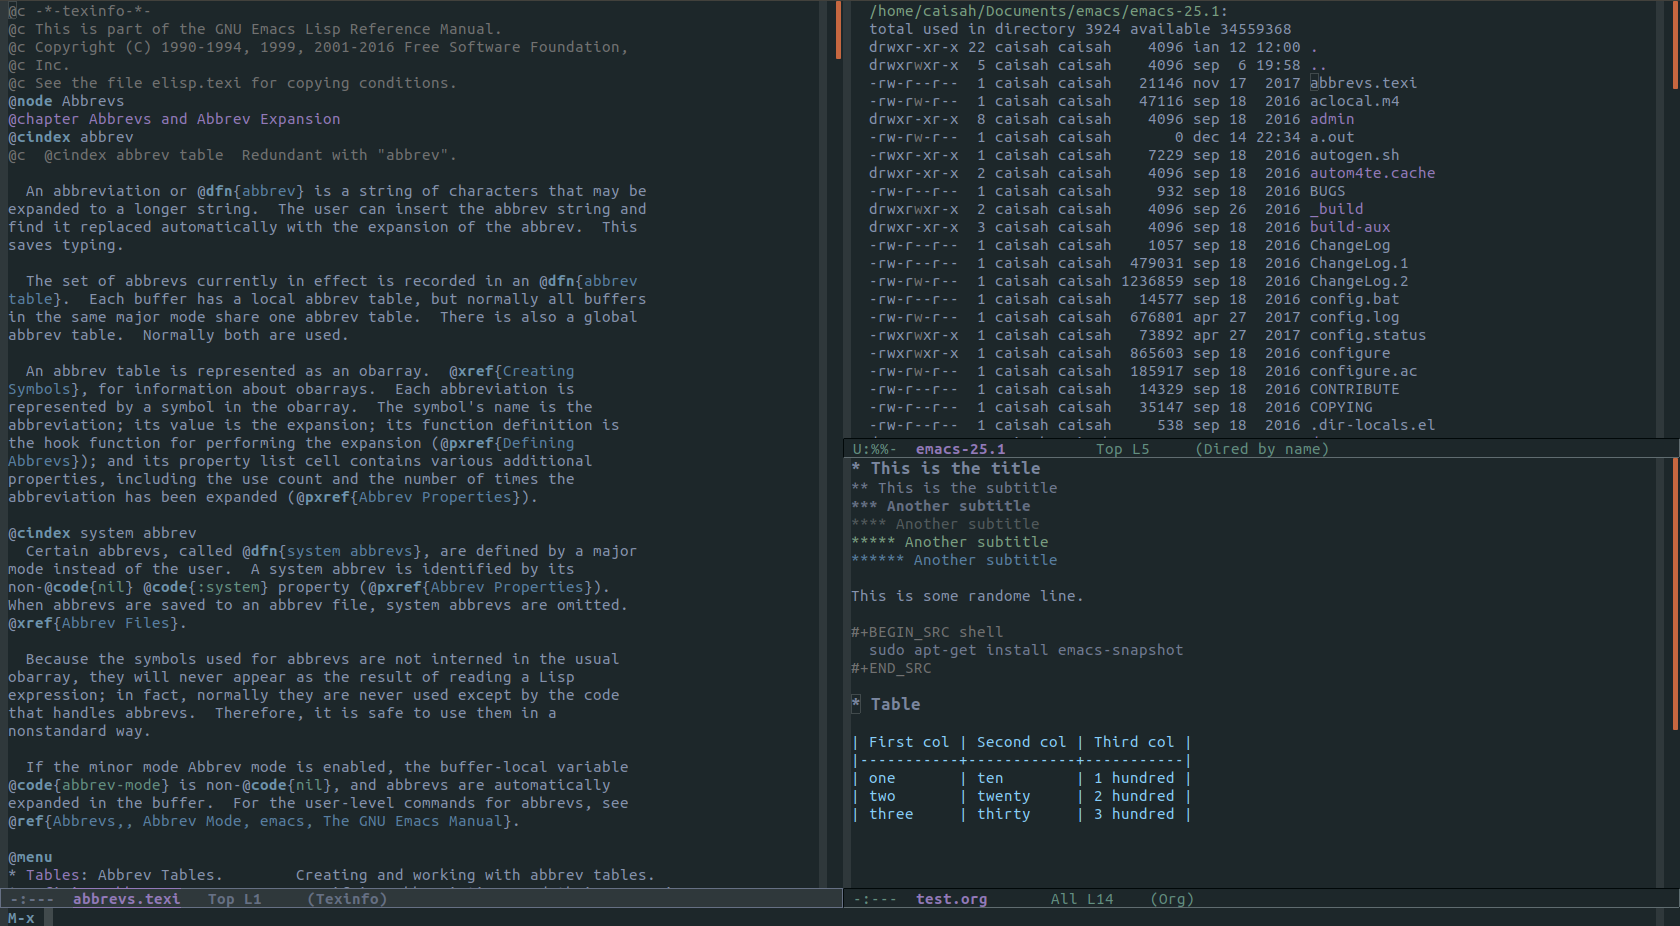 @c -*-texinfo-*-
@c This is part of the GNU Emacs Lisp Reference Manual.
@c Copyright (C) 1990-1994, 1999, 2001-2016 Free Software Foundation,
@c Inc.
@c See the file elisp.texi for copying conditions.
@node Abbrevs
@chapter Abbrevs and Abbrev Expansion
@cindex abbrev
@c  @cindex abbrev table  Redundant with "abbrev".

  An abbreviation or @dfn{abbrev} is a string of characters that may be
expanded to a longer string.  The user can insert the abbrev string and
find it replaced automatically with the expansion of the abbrev.  This
saves typing.

  The set of abbrevs currently in effect is recorded in an @dfn{abbrev
table}.  Each buffer has a local abbrev table, but normally all buffers
in the same major mode share one abbrev table.  There is also a global
abbrev table.  Normally both are used.

  An abbrev table is represented as an obarray.  @xref{Creating
Symbols}, for information about obarrays.  Each abbreviation is
represented by a symbol in the obarray.  The symbol's name is the
abbreviation; its value is the expansion; its function definition is
the hook function for performing the expansion (@pxref{Defining
Abbrevs}); and its property list cell contains various additional
properties, including the use count and the number of times the
abbreviation has been expanded (@pxref{Abbrev Properties}).

@cindex system abbrev
  Certain abbrevs, called @dfn{system abbrevs}, are defined by a major
mode instead of the user.  A system abbrev is identified by its
non-@code{nil} @code{:system} property (@pxref{Abbrev Properties}).
When abbrevs are saved to an abbrev file, system abbrevs are omitted.
@xref{Abbrev Files}.

  Because the symbols used for abbrevs are not interned in the usual
obarray, they will never appear as the result of reading a Lisp
expression; in fact, normally they are never used except by the code
that handles abbrevs.  Therefore, it is safe to use them in a
nonstandard way.

  If the minor mode Abbrev mode is enabled, the buffer-local variable
@code{abbrev-mode} is non-@code{nil}, and abbrevs are automatically
expanded in the buffer.  For the user-level commands for abbrevs, see
@ref{Abbrevs,, Abbrev Mode, emacs, The GNU Emacs Manual}.

@menu
* Tables: Abbrev Tables.        Creating and working with abbrev tables.
-:---  abbrevs.texi   Top L1     (Texinfo)
M-x
/home/caisah/Documents/emacs/emacs-25.1:
total used in directory 3924 available 34559368
drwxr-xr-x 22 caisah caisah    4096 ian 12 12:00 .
drwxrwxr-x  5 caisah caisah    4096 sep  6 19:58 ..
-rw-r--r--  1 caisah caisah   21146 nov 17  2017 abbrevs.texi
-rw-rw-r--  1 caisah caisah   47116 sep 18  2016 aclocal.m4
drwxr-xr-x  8 caisah caisah    4096 sep 18  2016 admin
-rw-rw-r--  1 caisah caisah       0 dec 14 22:34 a.out
-rwxr-xr-x  1 caisah caisah    7229 sep 18  2016 autogen.sh
drwxr-xr-x  2 caisah caisah    4096 sep 18  2016 autom4te.cache
-rw-r--r--  1 caisah caisah     932 sep 18  2016 BUGS
drwxrwxr-x  2 caisah caisah    4096 sep 26  2016 _build
drwxr-xr-x  3 caisah caisah    4096 sep 18  2016 build-aux
-rw-r--r--  1 caisah caisah    1057 sep 18  2016 ChangeLog
-rw-r--r--  1 caisah caisah  479031 sep 18  2016 ChangeLog.1
-rw-rw-r--  1 caisah caisah 1236859 sep 18  2016 ChangeLog.2
-rw-r--r--  1 caisah caisah   14577 sep 18  2016 config.bat
-rw-rw-r--  1 caisah caisah  676801 apr 27  2017 config.log
-rwxrwxr-x  1 caisah caisah   73892 apr 27  2017 config.status
-rwxrwxr-x  1 caisah caisah  865603 sep 18  2016 configure
-rw-rw-r--  1 caisah caisah  185917 sep 18  2016 configure.ac
-rw-r--r--  1 caisah caisah   14329 sep 18  2016 CONTRIBUTE
-rw-r--r--  1 caisah caisah   35147 sep 18  2016 COPYING
-rw-r--r--  1 caisah caisah     538 sep 18  2016 .dir-locals.el
U:%%-  emacs-25.1          Top L5     (Dired by name)
* This is the title
** This is the subtitle
*** Another subtitle
**** Another subtitle
***** Another subtitle
****** Another subtitle

This is some randome line.

#+BEGIN_SRC shell
  sudo apt-get install emacs-snapshot
#+END_SRC

* Table

| First col | Second col | Third col |
|-----------+------------+-----------|
| one       | ten        | 1 hundred |
| two       | twenty     | 2 hundred |
| three     | thirty     | 3 hundred |
-:---  test.org       All L14    (Org)